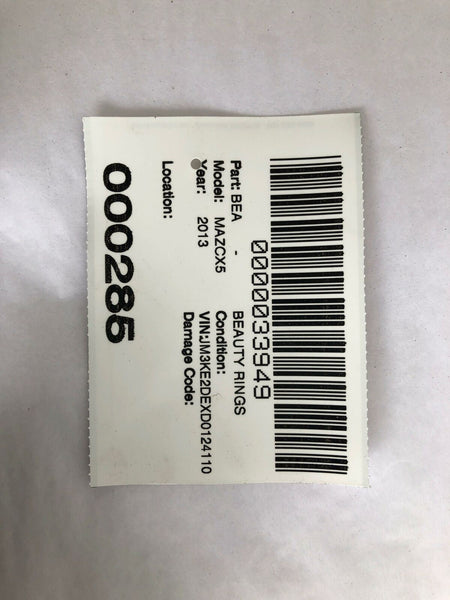 0000033949
Part: BEA - BEAUTY RINGS
Model: MAZCX5 Condition:
Year: 2013 VIN:JM3KE2DEXD0124110
Damage Code:
Location:
000285